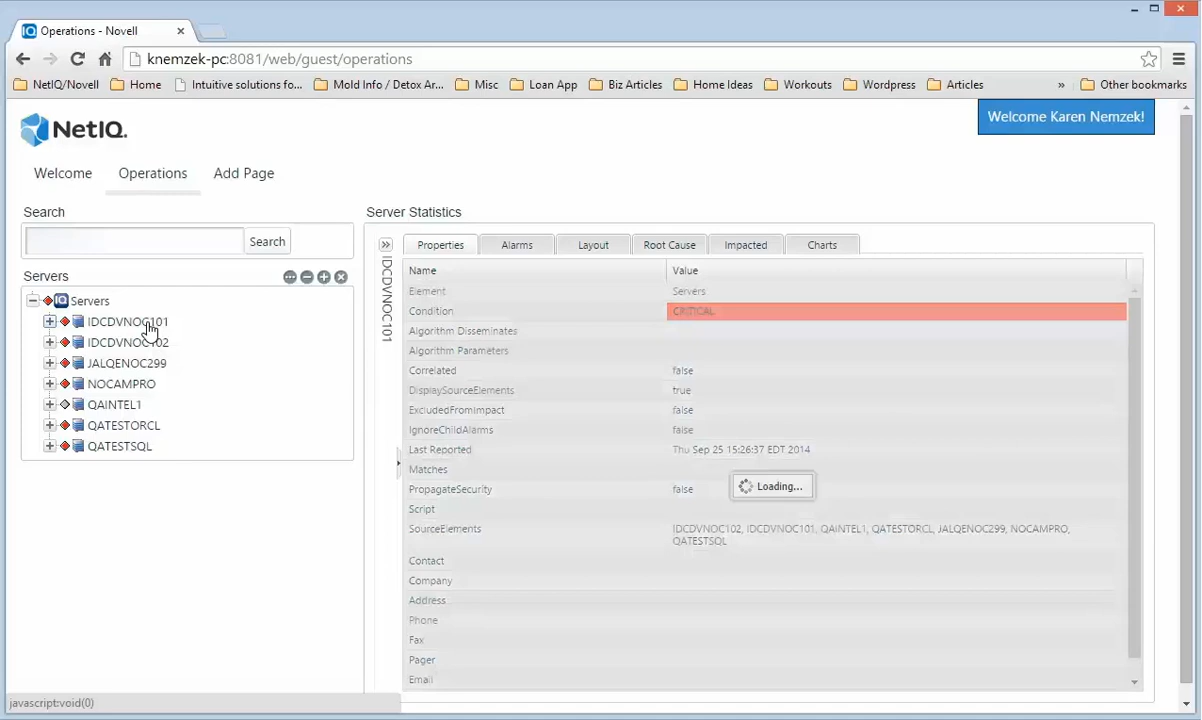 Operations - Novell
knemzek-pc:8081/web/guest/operations
NetIQ/Novell Home Intuitive solutions fo... Mold Info / Detox Ar... Misc Loan App Biz Articles Home Ideas Workouts Wordpress Articles » Other bookmarks
NetIQ.
Welcome Karen Nemzek!
Welcome Operations Add Page
Search
Search
Servers
Servers
IDCDVNOC101
IDCDVNOC102
JALQENOC299
NOCAMPRO
QAINTEL1
QATESTORCL
QATESTSQL
Server Statistics
IDCDVNOC101
Properties Alarms Layout Root Cause Impacted Charts
Name Value
Element Servers
Condition CRITICAL
Algorithm Disseminates
Algorithm Parameters
Correlated false
DisplaySourceElements true
ExcludedFromImpact false
IgnoreChildAlarms false
Last Reported Thu Sep 25 15:26:37 EDT 2014
Matches
PropagateSecurity false
Loading...
Script
SourceElements IDCDVNOC102, IDCDVNOC101, QAINTEL1, QATESTORCL, JALQENOC299, NOCAMPRO,
QATESTSQL
Contact
Company
Address
Phone
Fax
Pager
Email
javascript:void(0)